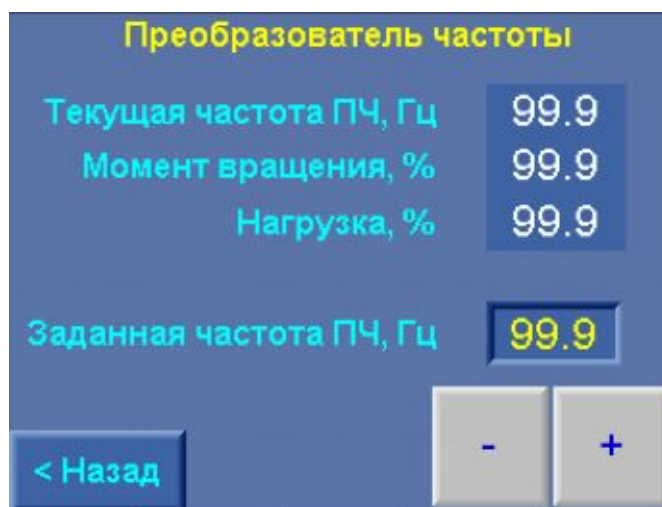 Преобразователь частоты
Текущая частота ПЧ, Гц 99.9
Момент вращения, % 99.9
Нагрузка, % 99.9
Заданная частота ПЧ, Гц 99.9
< Назад - +